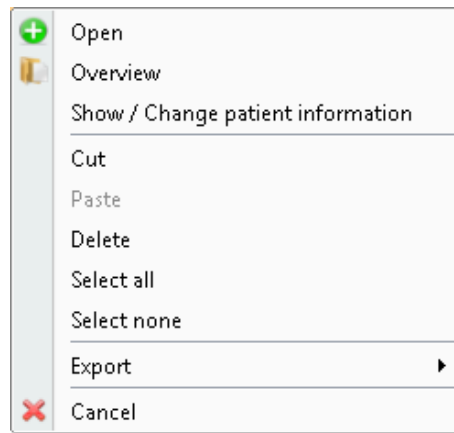 Open
Overview
Show / Change patient information
Cut
Paste
Delete
Select all
Select none
Export
Cancel